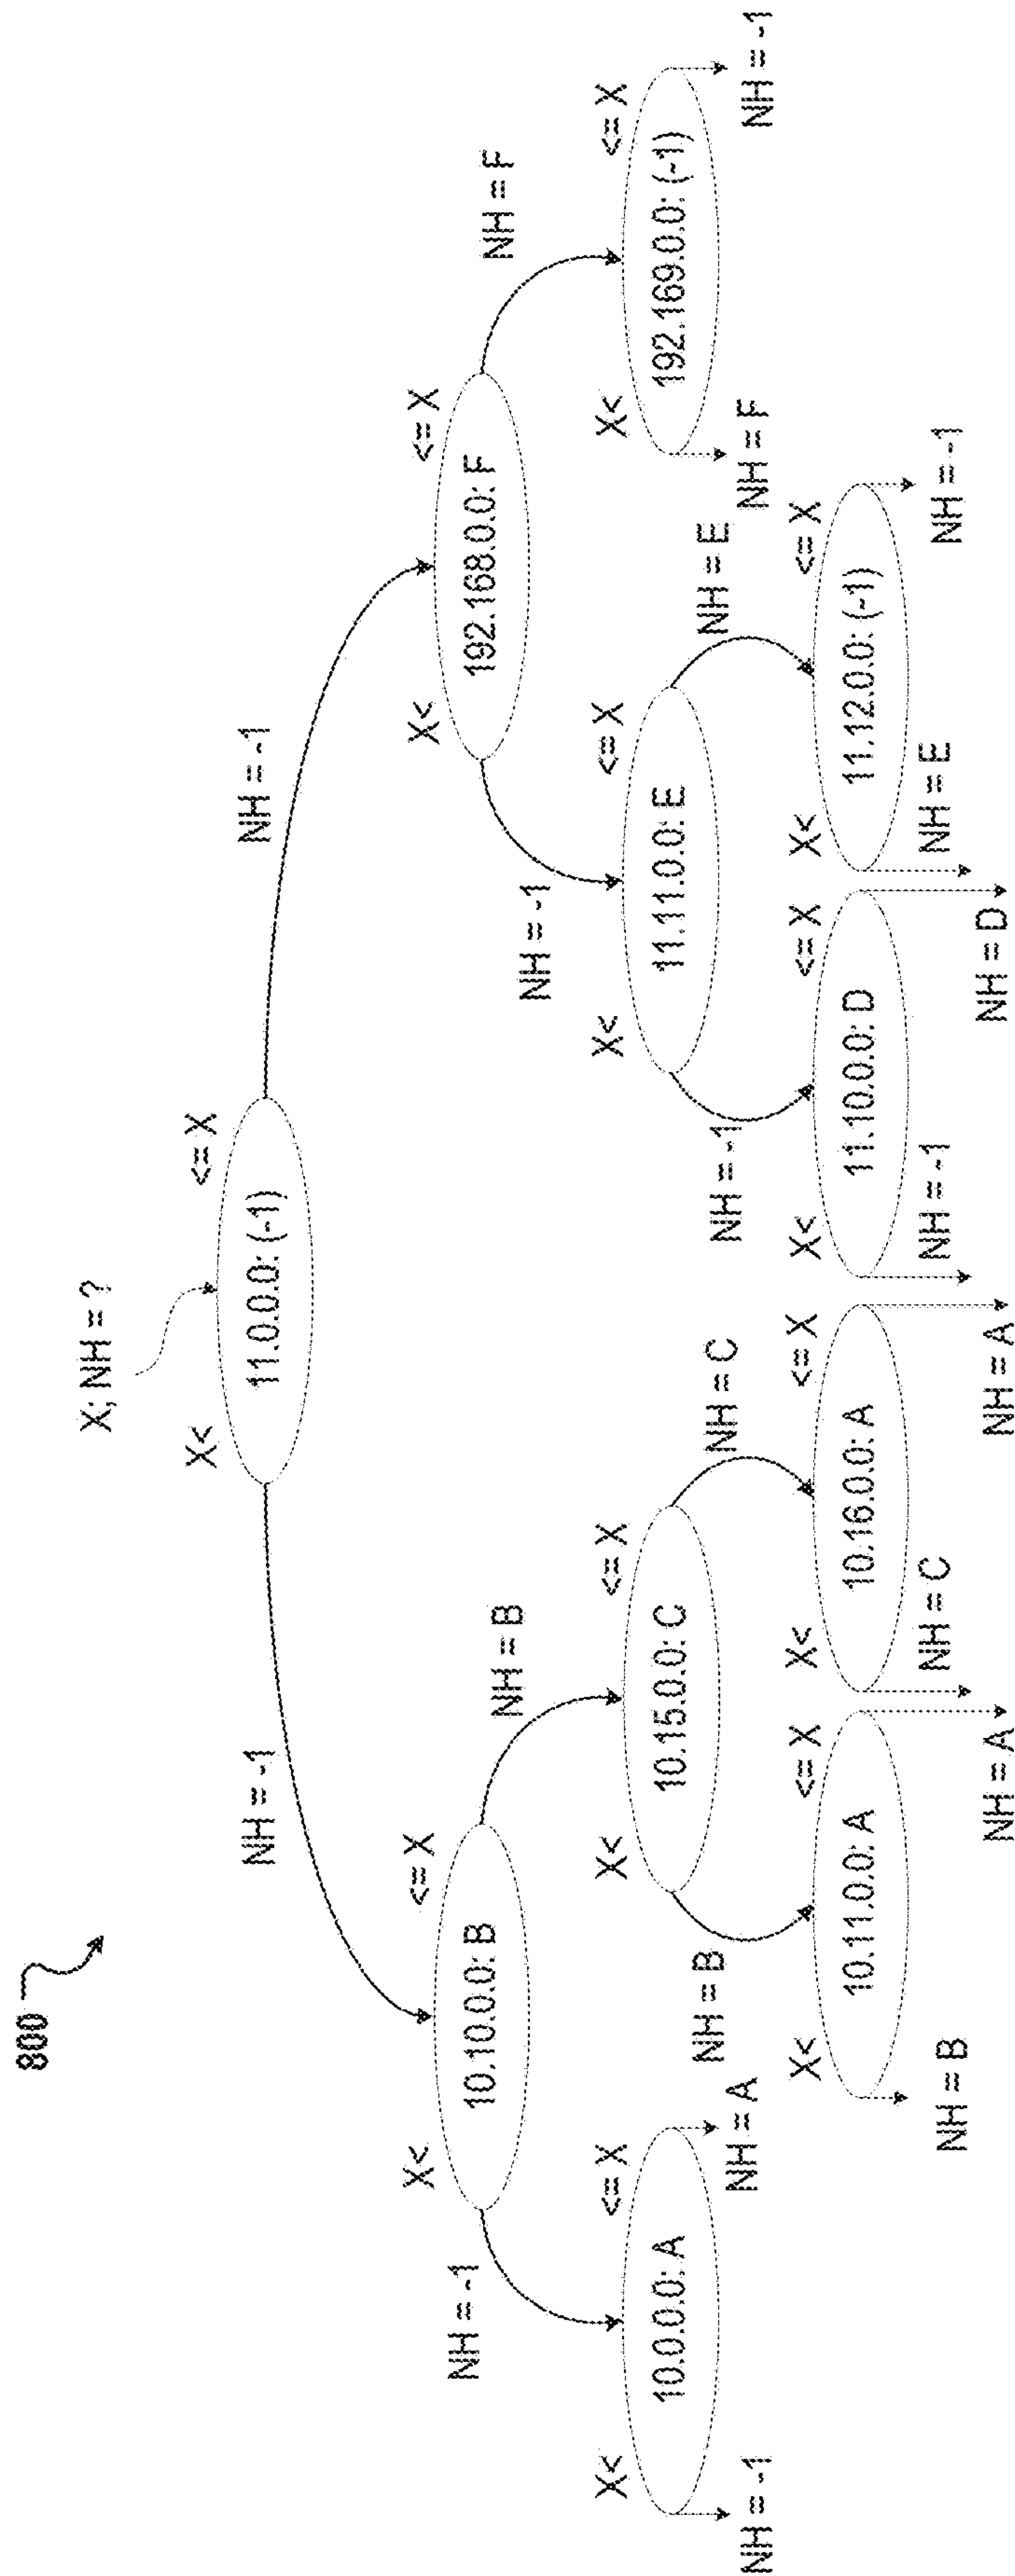 800
X; NH = ?
X<
<= X
11.0.0.0: (-1)
NH = -1
NH = -1
X<
<= X
10.10.0.0: B
X<
<= X
192.168.0.0: F
NH = -1
NH = B
NH = -1
NH = F
X<
<= X
10.0.0.0: A
X<
<= X
10.15.0.0: C
X<
<= X
11.11.0.0: E
X<
<= X
192.169.0.0: (-1)
NH = -1
NH = A
NH = B
NH = C
NH = -1
NH = E
NH = F
NH = -1
X<
<= X
10.11.0.0: A
X<
<= X
10.16.0.0: A
X<
<= X
11.10.0.0: D
X<
<= X
11.12.0.0: (-1)
NH = B
NH = A
NH = C
NH = A
NH = -1
NH = D
NH = E
NH = -1